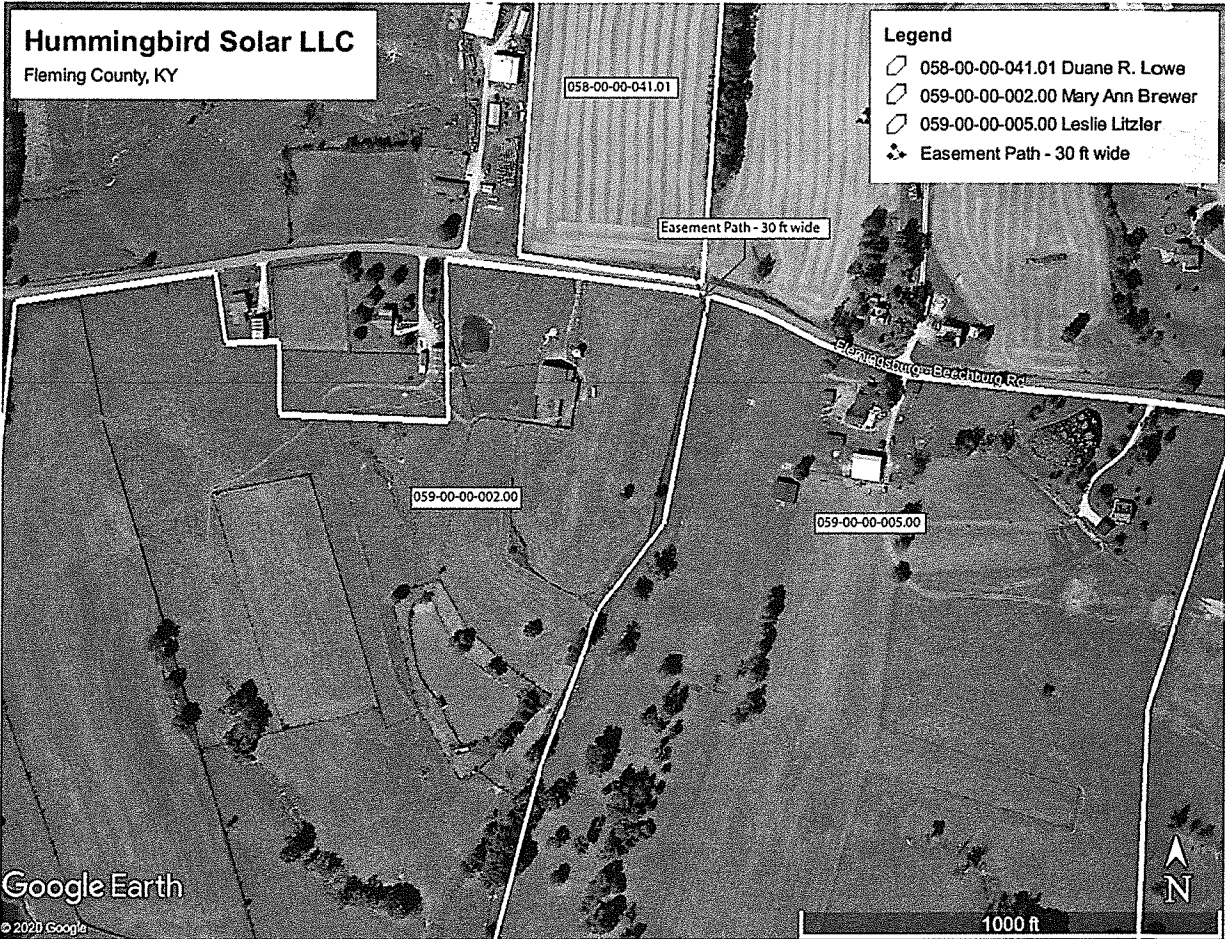 Hummingbird Solar LLC
Fleming County, KY
Legend
058-00-00-041.01 Duane R. Lowe
059-00-00-002.00 Mary Ann Brewer
059-00-00-005.00 Leslie Litzler
Easement Path - 30 ft wide
058-00-00-041.01
Easement Path - 30 ft wide
Flemingsburg - Beechburg Rd
059-00-00-002.00
059-00-00-005.00
Google Earth
© 2020 Google
N
1000 ft